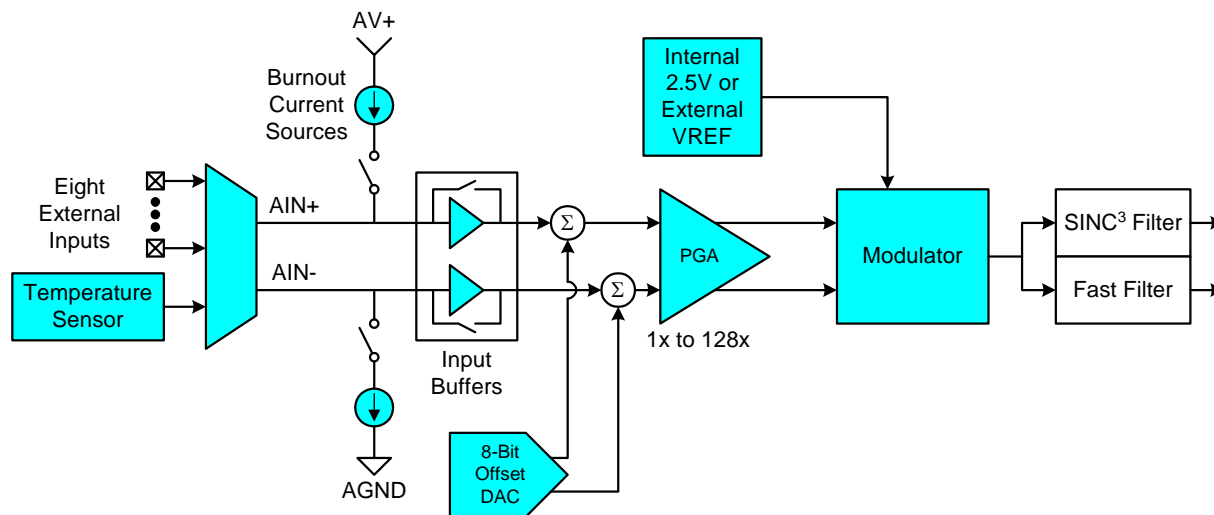 AV+
Burnout
Current
Sources
Internal
2.5V or
External
VREF
Eight
External
Inputs
AIN+
AIN-
Temperature
Sensor
Σ
Σ
PGA
1x to 128x
Modulator
SINC³ Filter
Fast Filter
Input
Buffers
8-Bit
Offset
DAC
AGND